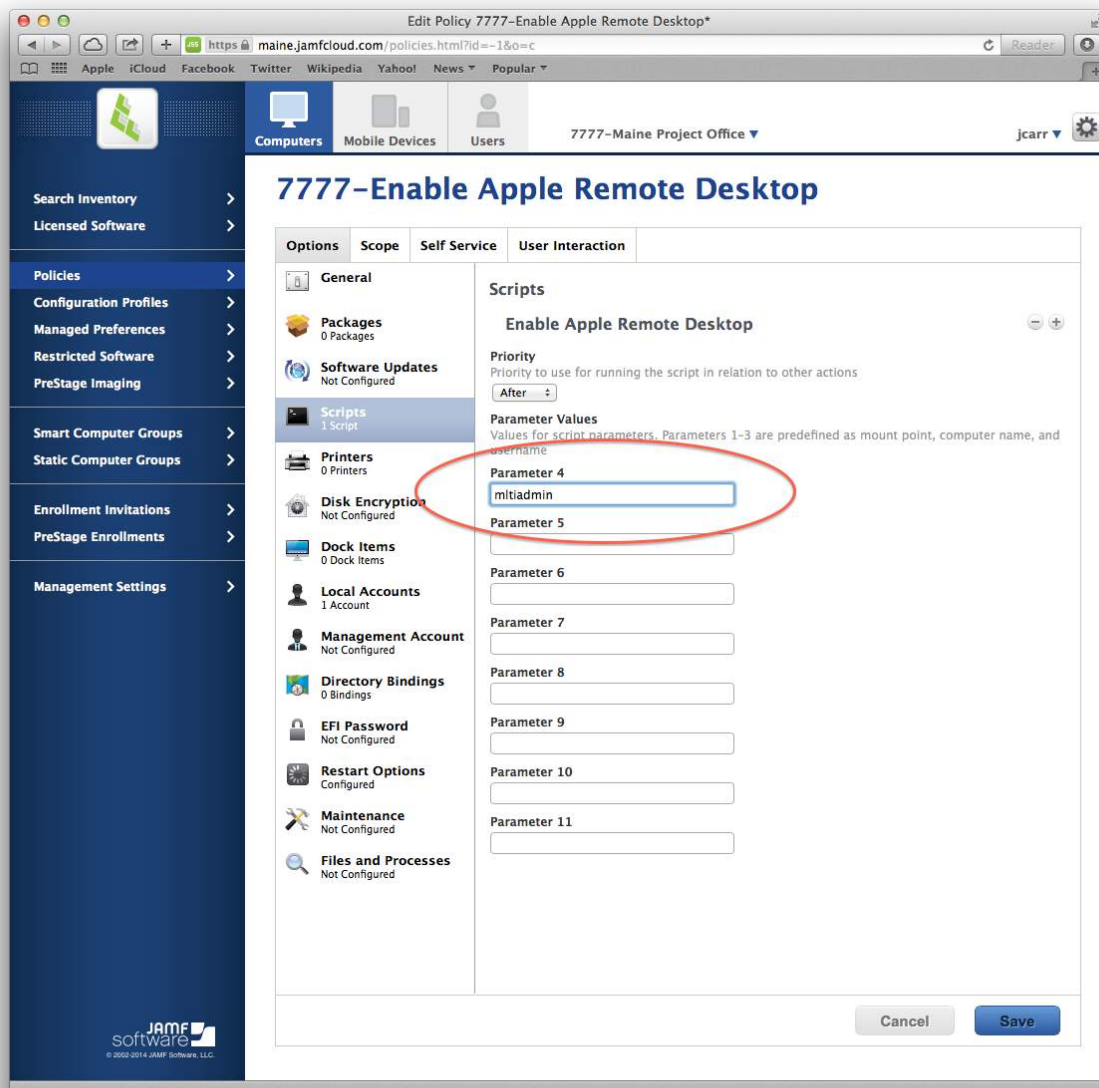 Edit Policy 7777-Enable Apple Remote Desktop*
JSS https maine.jamfcloud.com/policies.html?id=-1&o=c Reader
Apple iCloud Facebook Twitter Wikipedia Yahoo! News Popular
Computers Mobile Devices Users 7777-Maine Project Office jcarr
7777-Enable Apple Remote Desktop
Search Inventory
Licensed Software
Policies
Configuration Profiles
Managed Preferences
Restricted Software
PreStage Imaging
Smart Computer Groups
Static Computer Groups
Enrollment Invitations
PreStage Enrollments
Management Settings
Options Scope Self Service User Interaction
General
Packages
0 Packages
Software Updates
Not Configured
Scripts
1 Script
Printers
0 Printers
Disk Encryption
Not Configured
Dock Items
0 Dock Items
Local Accounts
1 Account
Management Account
Not Configured
Directory Bindings
0 Bindings
EFI Password
Not Configured
Restart Options
Configured
Maintenance
Not Configured
Files and Processes
Not Configured
Scripts
Enable Apple Remote Desktop
Priority
Priority to use for running the script in relation to other actions
After
Parameter Values
Values for script parameters. Parameters 1-3 are predefined as mount point, computer name, and
username
Parameter 4
mltiadmin
Parameter 5
Parameter 6
Parameter 7
Parameter 8
Parameter 9
Parameter 10
Parameter 11
Cancel Save
JAMF
software
© 2002-2014 JAMF Software, LLC.